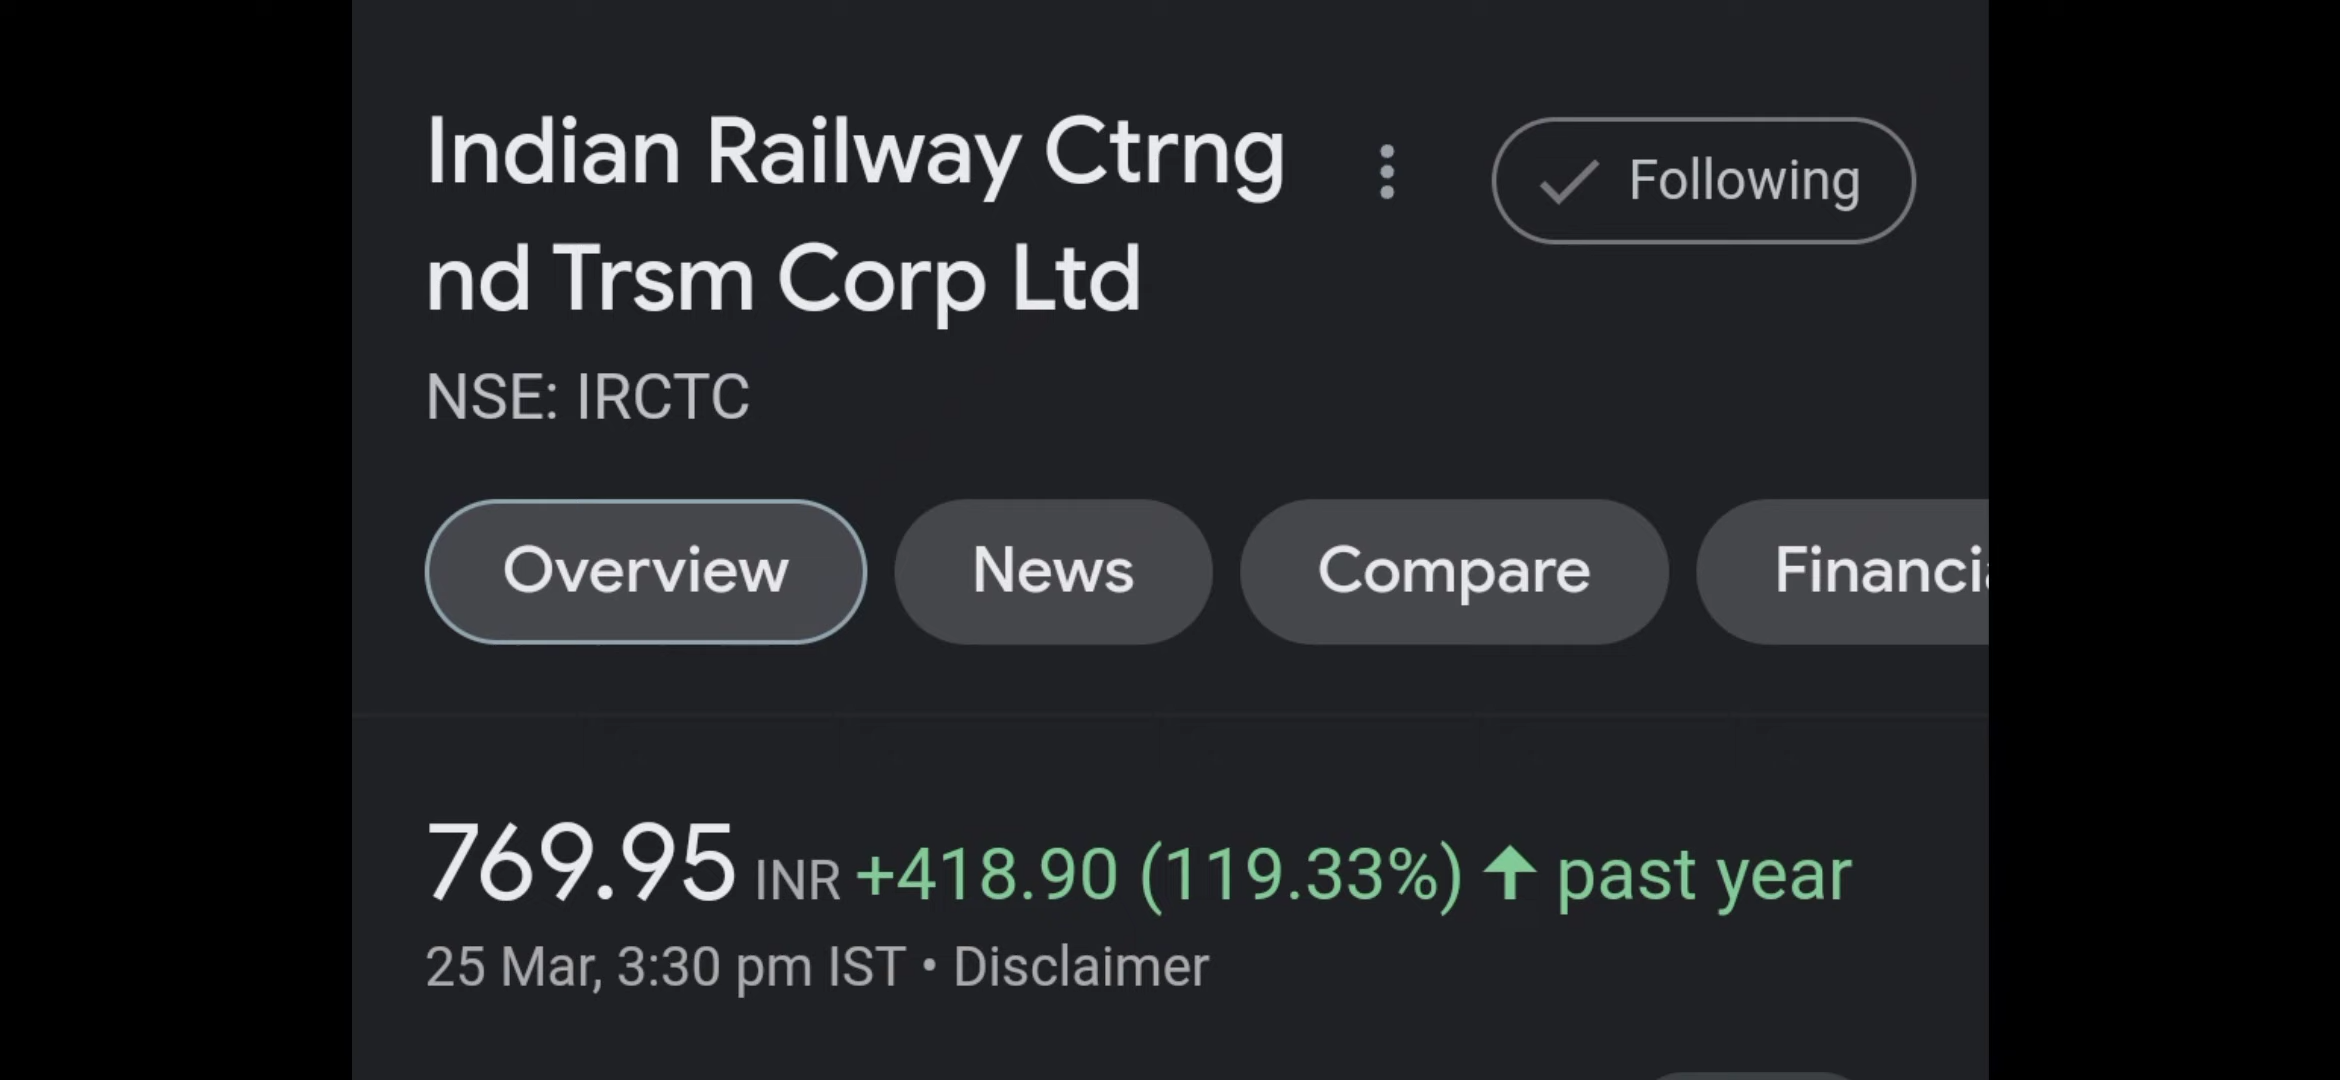 Indian Railway Ctrng
nd Trsm Corp Ltd
Following
NSE: IRCTC
Overview News Compare Financi
769.95 INR +418.90 (119.33%) ↑ past year
25 Mar, 3:30 pm IST • Disclaimer